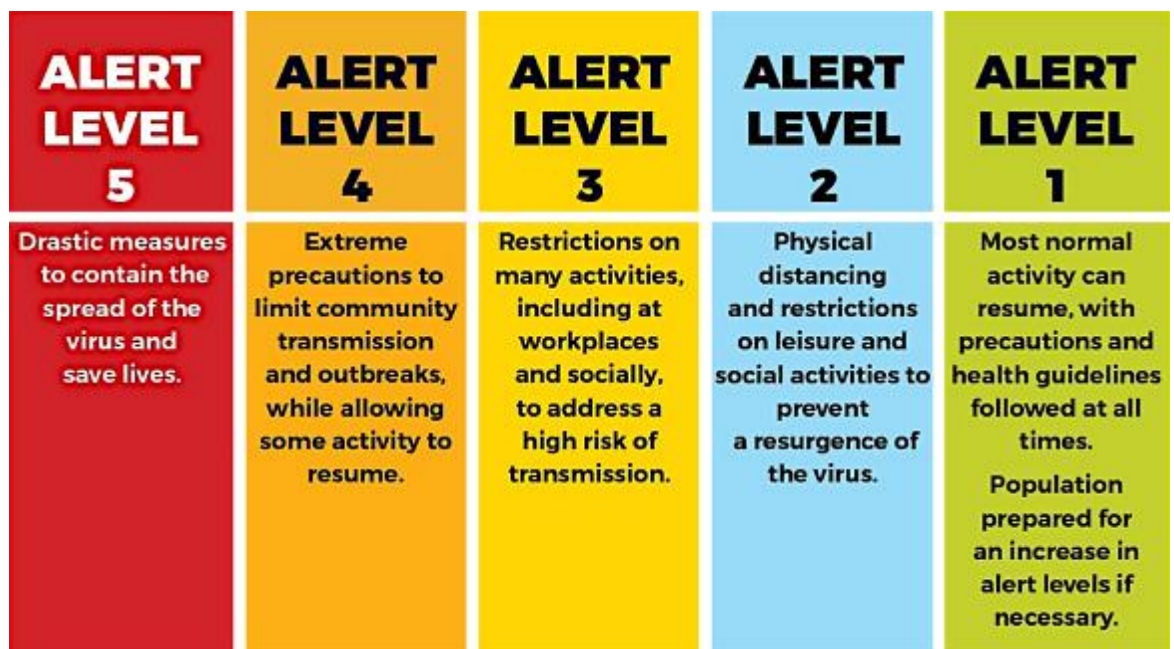 ALERT
LEVEL
5
Drastic measures
to contain the
spread of the
virus and
save lives.
ALERT
LEVEL
4
Extreme
precautions to
limit community
transmission
and outbreaks,
while allowing
some activity to
resume.
ALERT
LEVEL
3
Restrictions on
many activities,
including at
workplaces
and socially,
to address a
high risk of
transmission.
ALERT
LEVEL
2
Physical
distancing
and restrictions
on leisure and
social activities to
prevent
a resurgence of
the virus.
ALERT
LEVEL
1
Most normal
activity can
resume, with
precautions and
health guidelines
followed at all
times.
Population
prepared for
an increase in
alert levels if
necessary.